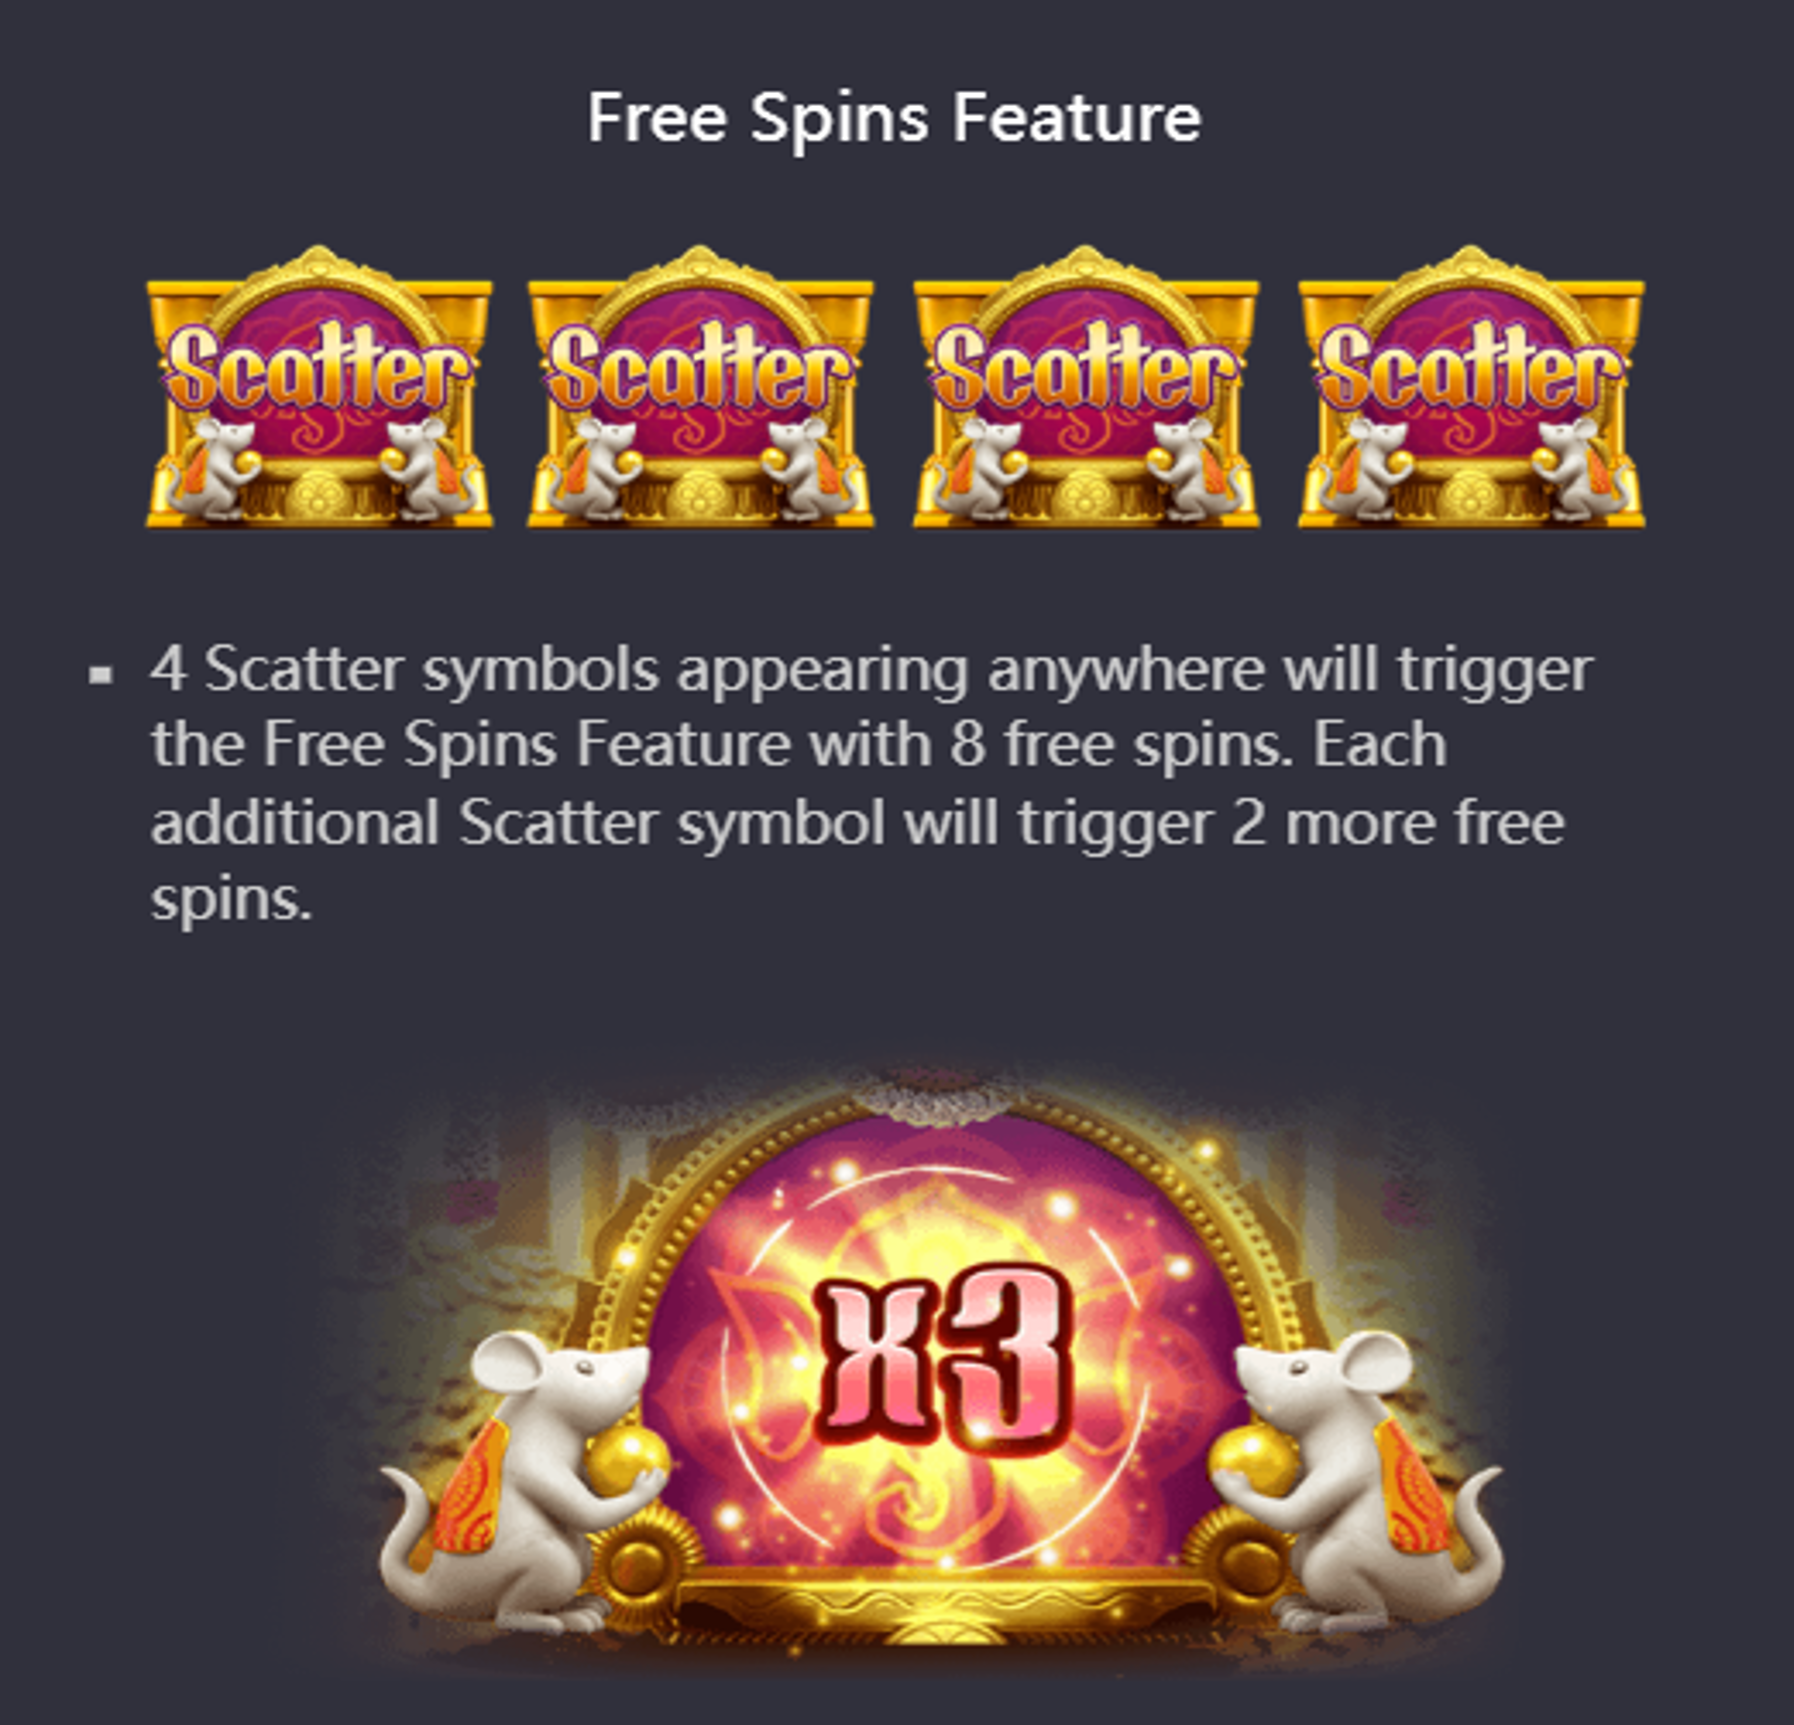 Free Spins Feature
Scatter Scatter Scatter Scatter
4 Scatter symbols appearing anywhere will trigger
the Free Spins Feature with 8 free spins. Each
additional Scatter symbol will trigger 2 more free
spins.
x3